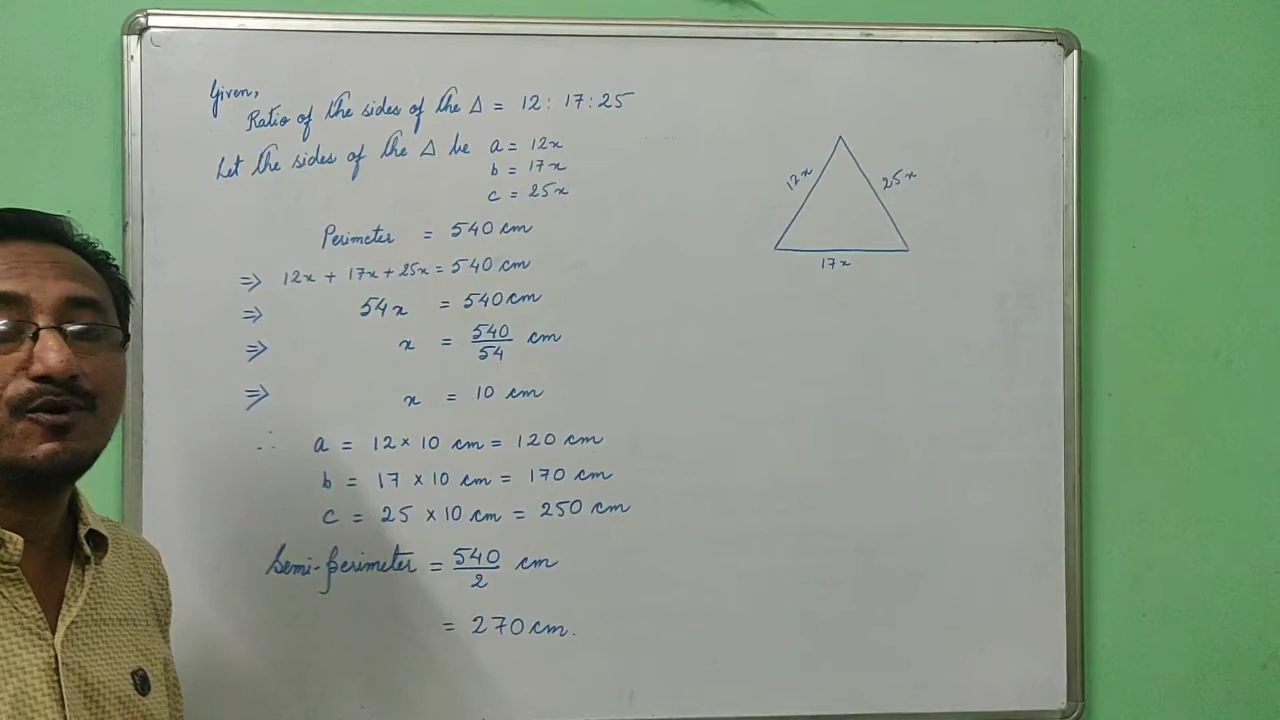 Given,
Ratio of the sides of the Δ = 12 : 17 : 25
Let the sides of the Δ be a = 12x
b = 17x
c = 25x
Perimeter = 540 cm
⇒ 12x + 17x + 25x = 540 cm
⇒ 54x = 540 cm
⇒ x = 540/54 cm
⇒ x = 10 cm
∴ a = 12 × 10 cm = 120 cm
b = 17 × 10 cm = 170 cm
c = 25 × 10 cm = 250 cm
Semi-perimeter = 540/2 cm
= 270 cm.
12x
25x
17x